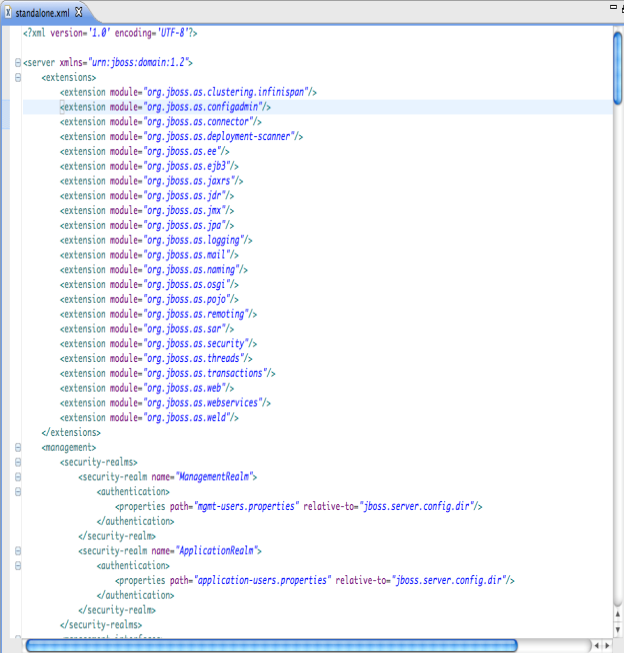 standalone.xml
<?xml version='1.0' encoding='UTF-8'?>
<server xmlns="urn:jboss:domain:1.2">
<extensions>
<extension module="org.jboss.as.clustering.infinispan"/>
<extension module="org.jboss.as.configadmin"/>
<extension module="org.jboss.as.connector"/>
<extension module="org.jboss.as.deployment-scanner"/>
<extension module="org.jboss.as.ee"/>
<extension module="org.jboss.as.ejb3"/>
<extension module="org.jboss.as.jaxrs"/>
<extension module="org.jboss.as.jdr"/>
<extension module="org.jboss.as.jmx"/>
<extension module="org.jboss.as.jpa"/>
<extension module="org.jboss.as.logging"/>
<extension module="org.jboss.as.mail"/>
<extension module="org.jboss.as.naming"/>
<extension module="org.jboss.as.osgi"/>
<extension module="org.jboss.as.pojo"/>
<extension module="org.jboss.as.remoting"/>
<extension module="org.jboss.as.sar"/>
<extension module="org.jboss.as.security"/>
<extension module="org.jboss.as.threads"/>
<extension module="org.jboss.as.transactions"/>
<extension module="org.jboss.as.web"/>
<extension module="org.jboss.as.webservices"/>
<extension module="org.jboss.as.weld"/>
</extensions>
<management>
<security-realms>
<security-realm name="ManagementRealm">
<authentication>
<properties path="mgmt-users.properties" relative-to="jboss.server.config.dir"/>
</authentication>
</security-realm>
<security-realm name="ApplicationRealm">
<authentication>
<properties path="application-users.properties" relative-to="jboss.server.config.dir"/>
</authentication>
</security-realm>
</security-realms>